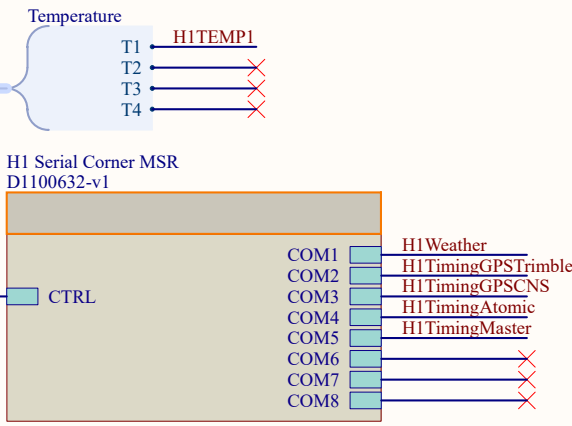 Temperature
T1 H1TEMP1
T2
T3
T4
H1 Serial Corner MSR
D1100632-v1
COM1 H1Weather
COM2 H1TimingGPSTrimble
CTRL COM3 H1TimingGPSCNS
COM4 H1TimingAtomic
COM5 H1TimingMaster
COM6
COM7
COM8